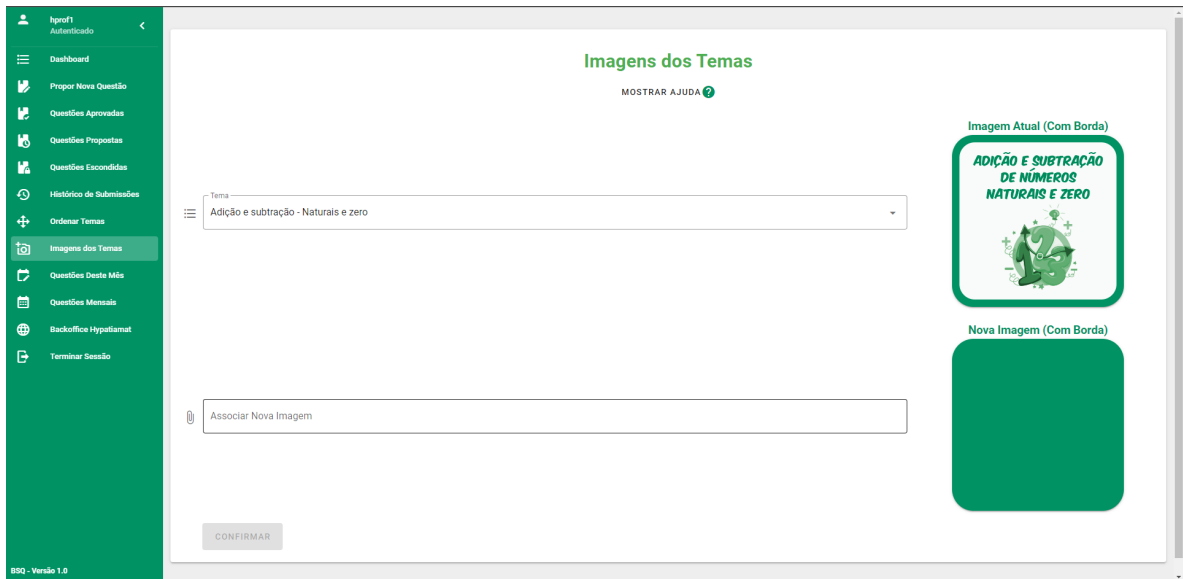 hprof1
Autenticado
Dashboard
Propor Nova Questão
Questões Aprovadas
Questões Propostas
Questões Escondidas
Histórico de Submissões
Ordenar Temas
Imagens dos Temas
Questões Deste Mês
Questões Mensais
Backoffice Hypatiamat
Terminar Sessão
BSQ - Versão 1.0
Imagens dos Temas
MOSTRAR AJUDA ?
Tema
Adição e subtração - Naturais e zero
Associar Nova Imagem
CONFIRMAR
Imagem Atual (Com Borda)
ADIÇÃO E SUBTRAÇÃO
DE NÚMEROS
NATURAIS E ZERO
123
Nova Imagem (Com Borda)